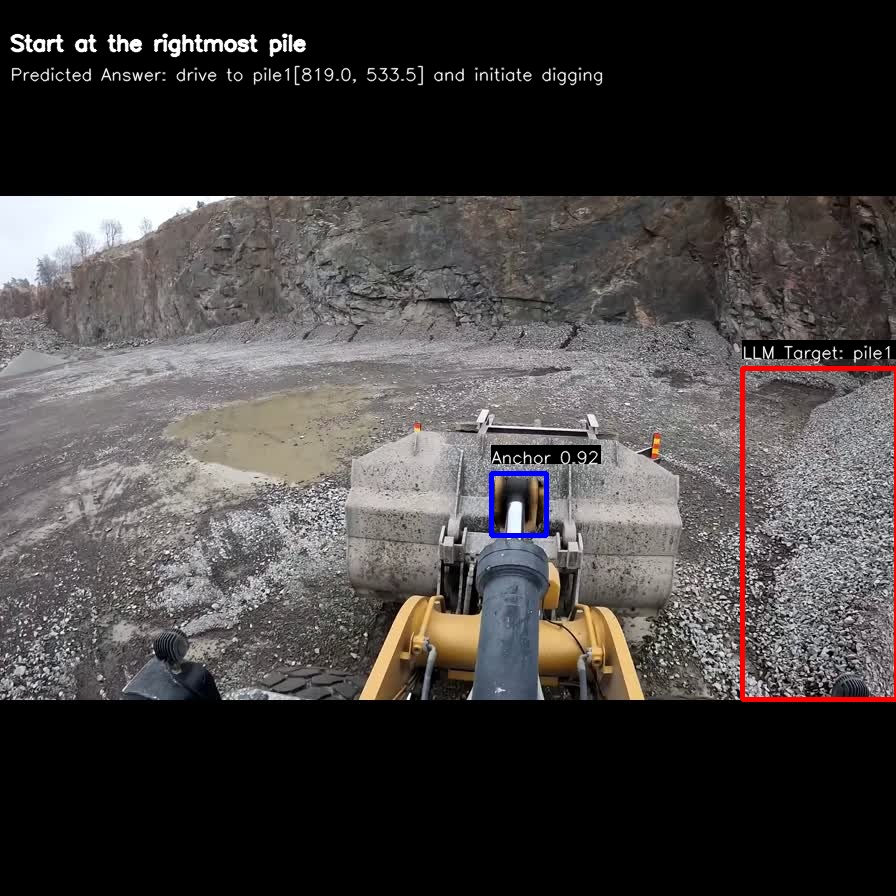 Start at the rightmost pile
Predicted Answer: drive to pile1[819.0, 533.5] and initiate digging
LLM Target: pile1
Anchor 0.92